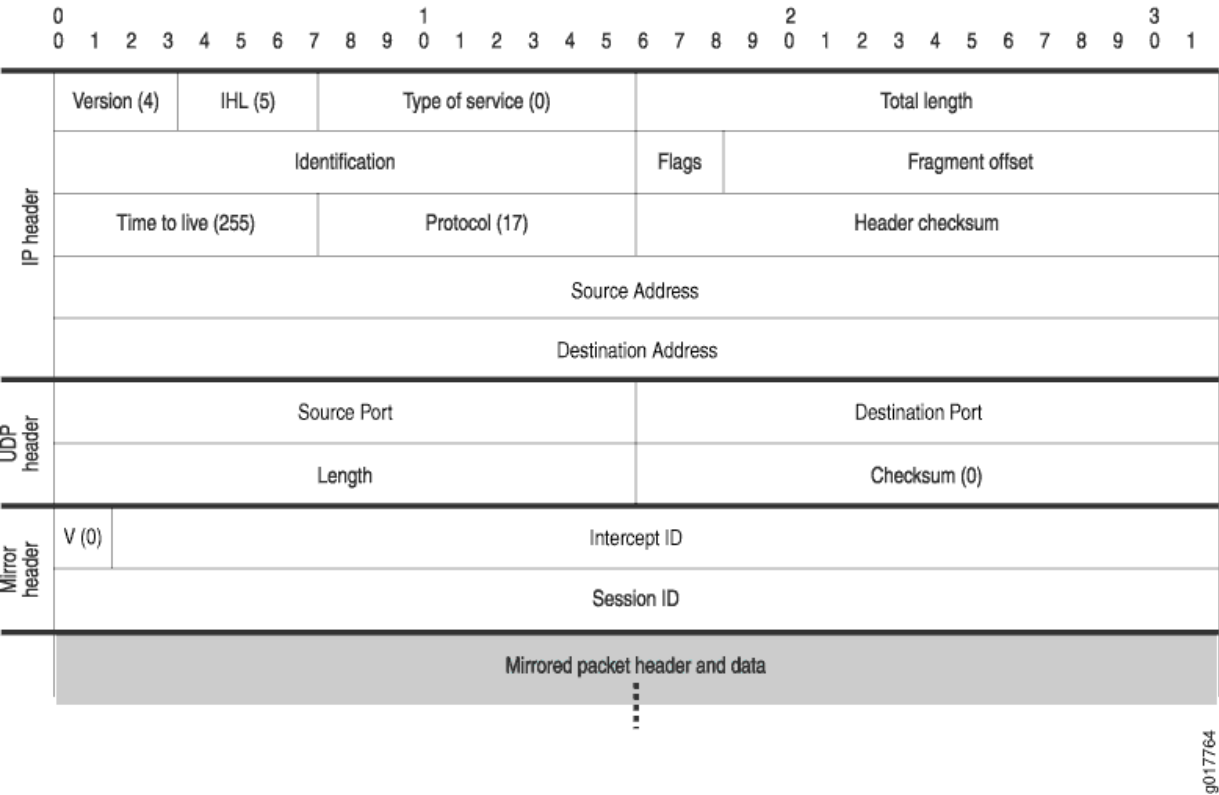 0 1 2 3
0 1 2 3 4 5 6 7 8 9 0 1 2 3 4 5 6 7 8 9 0 1 2 3 4 5 6 7 8 9 0 1
IP header
Version (4) IHL (5) Type of service (0) Total length
Identification Flags Fragment offset
Time to live (255) Protocol (17) Header checksum
Source Address
Destination Address
UDP
header
Source Port Destination Port
Length Checksum (0)
Mirror
header
V (0) Intercept ID
Session ID
Mirrored packet header and data
g017764